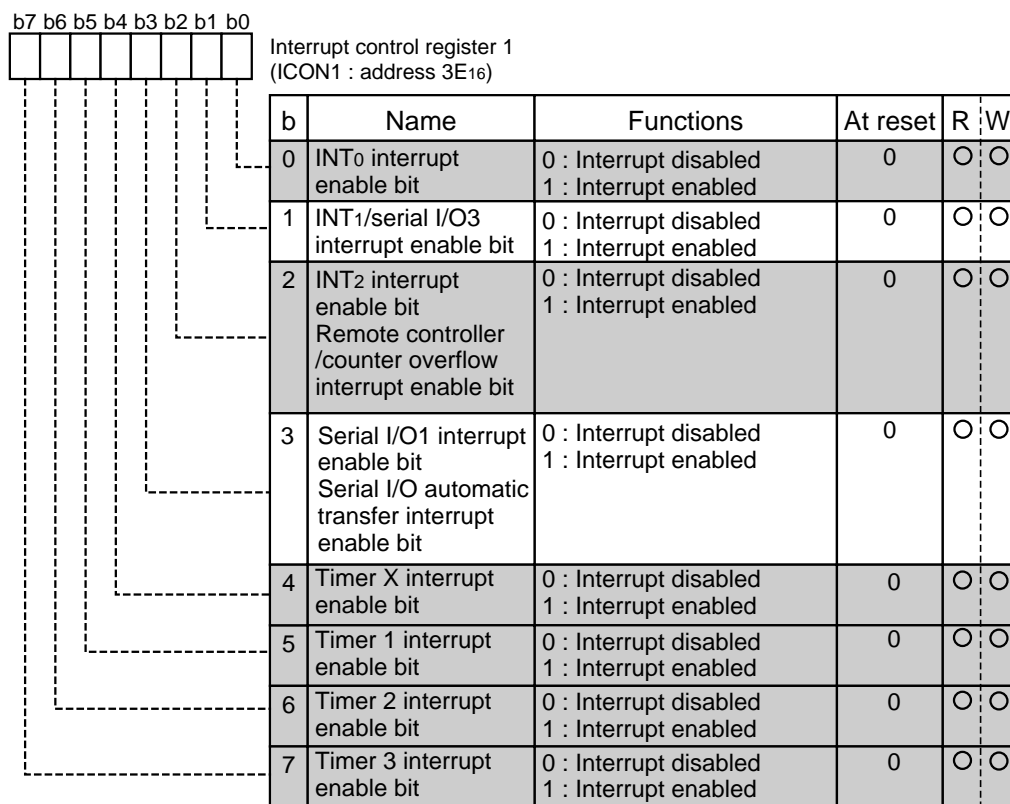 b7 b6 b5 b4 b3 b2 b1 b0
Interrupt control register 1
(ICON1 : address 3E16)
b Name Functions At reset R W
0 INT0 interrupt 0 : Interrupt disabled 0
enable bit 1 : Interrupt enabled
1 INT1/serial I/O3 0 : Interrupt disabled 0
interrupt enable bit 1 : Interrupt enabled
2 INT2 interrupt 0 : Interrupt disabled 0
enable bit 1 : Interrupt enabled
Remote controller
/counter overflow
interrupt enable bit
3 Serial I/O1 interrupt 0 : Interrupt disabled 0
enable bit 1 : Interrupt enabled
Serial I/O automatic
transfer interrupt
enable bit
4 Timer X interrupt 0 : Interrupt disabled 0
enable bit 1 : Interrupt enabled
5 Timer 1 interrupt 0 : Interrupt disabled 0
enable bit 1 : Interrupt enabled
6 Timer 2 interrupt 0 : Interrupt disabled 0
enable bit 1 : Interrupt enabled
7 Timer 3 interrupt 0 : Interrupt disabled 0
enable bit 1 : Interrupt enabled